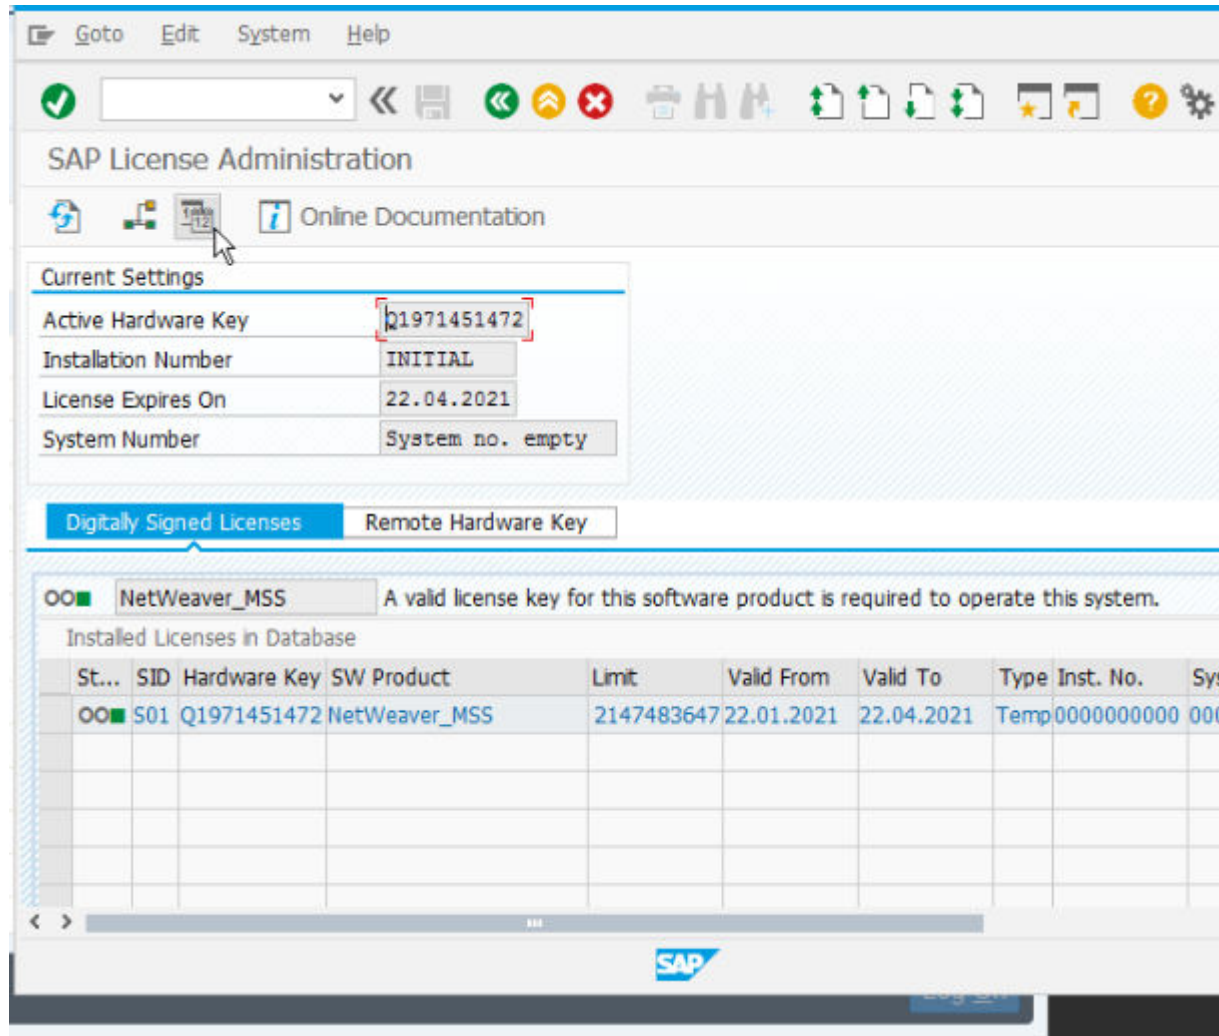 Goto Edit System Help
SAP License Administration
Online Documentation
Current Settings
Active Hardware Key Q1971451472
Installation Number INITIAL
License Expires On 22.04.2021
System Number System no. empty
Digitally Signed Licenses Remote Hardware Key
NetWeaver_MSS A valid license key for this software product is required to operate this system.
Installed Licenses in Database
St... SID Hardware Key SW Product Limit Valid From Valid To Type Inst. No. Sys
S01 Q1971451472 NetWeaver_MSS 2147483647 22.01.2021 22.04.2021 Temp 0000000000 000
SAP